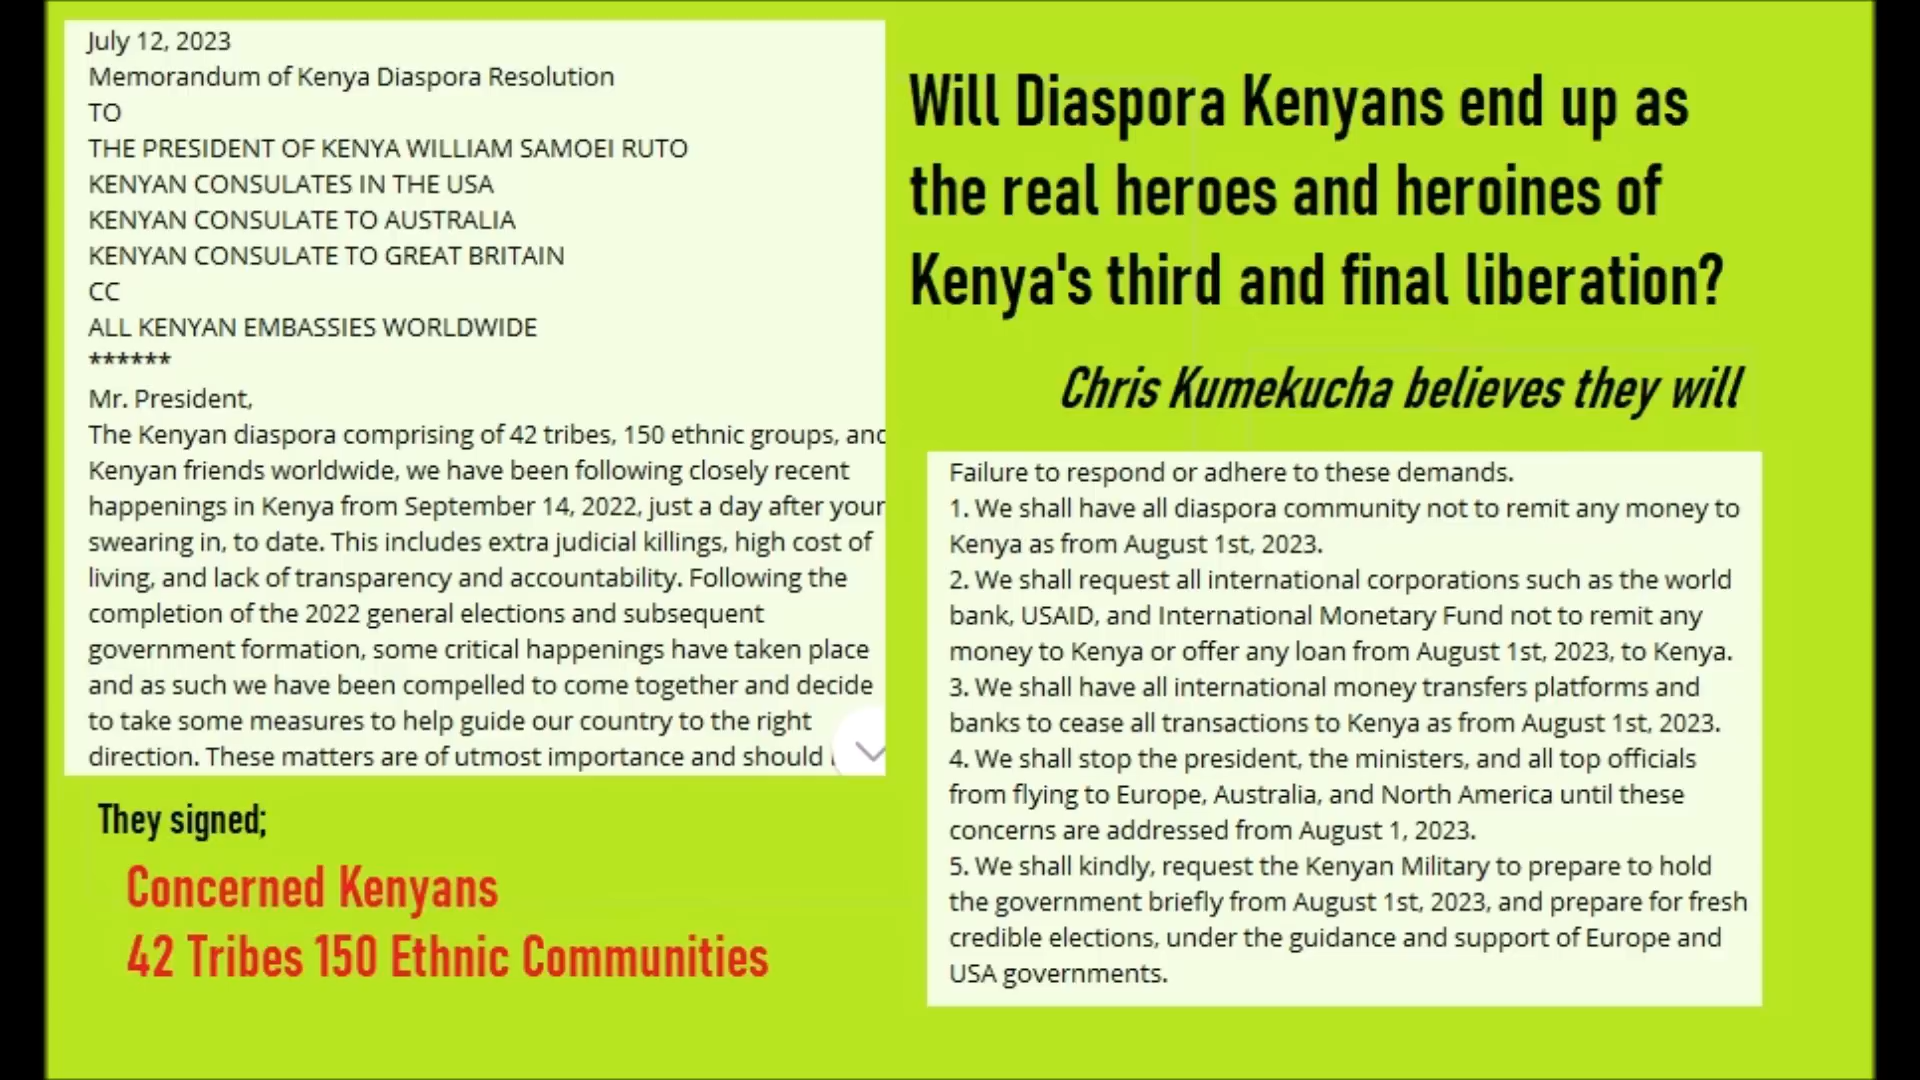 July 12, 2023
Memorandum of Kenya Diaspora Resolution
TO
THE PRESIDENT OF KENYA WILLIAM SAMOEI RUTO
KENYAN CONSULATES IN THE USA
KENYAN CONSULATE TO AUSTRALIA
KENYAN CONSULATE TO GREAT BRITAIN
CC
ALL KENYAN EMBASSIES WORLDWIDE
******
Mr. President,
The Kenyan diaspora comprising of 42 tribes, 150 ethnic groups, and
Kenyan friends worldwide, we have been following closely recent
happenings in Kenya from September 14, 2022, just a day after your
swearing in, to date. This includes extra judicial killings, high cost of
living, and lack of transparency and accountability. Following the
completion of the 2022 general elections and subsequent
government formation, some critical happenings have taken place
and as such we have been compelled to come together and decide
to take some measures to help guide our country to the right
direction. These matters are of utmost importance and should
They signed;
Concerned Kenyans
42 Tribes 150 Ethnic Communities
Will Diaspora Kenyans end up as
the real heroes and heroines of
Kenya's third and final liberation?
Chris Kumekucha believes they will
Failure to respond or adhere to these demands.
1. We shall have all diaspora community not to remit any money to
Kenya as from August 1st, 2023.
2. We shall request all international corporations such as the world
bank, USAID, and International Monetary Fund not to remit any
money to Kenya or offer any loan from August 1st, 2023, to Kenya.
3. We shall have all international money transfers platforms and
banks to cease all transactions to Kenya as from August 1st, 2023.
4. We shall stop the president, the ministers, and all top officials
from flying to Europe, Australia, and North America until these
concerns are addressed from August 1, 2023.
5. We shall kindly, request the Kenyan Military to prepare to hold
the government briefly from August 1st, 2023, and prepare for fresh
credible elections, under the guidance and support of Europe and
USA governments.